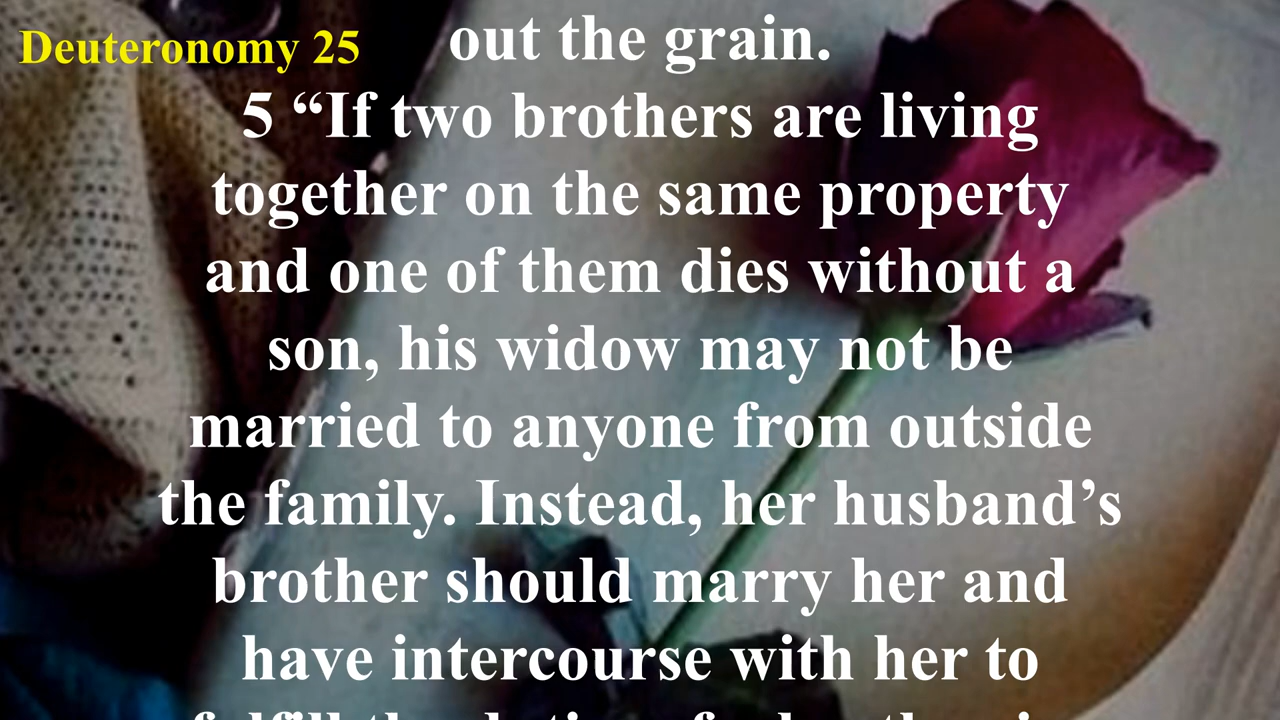 Deuteronomy 25
out the grain.
5 “If two brothers are living
together on the same property
and one of them dies without a
son, his widow may not be
married to anyone from outside
the family. Instead, her husband’s
brother should marry her and
have intercourse with her to